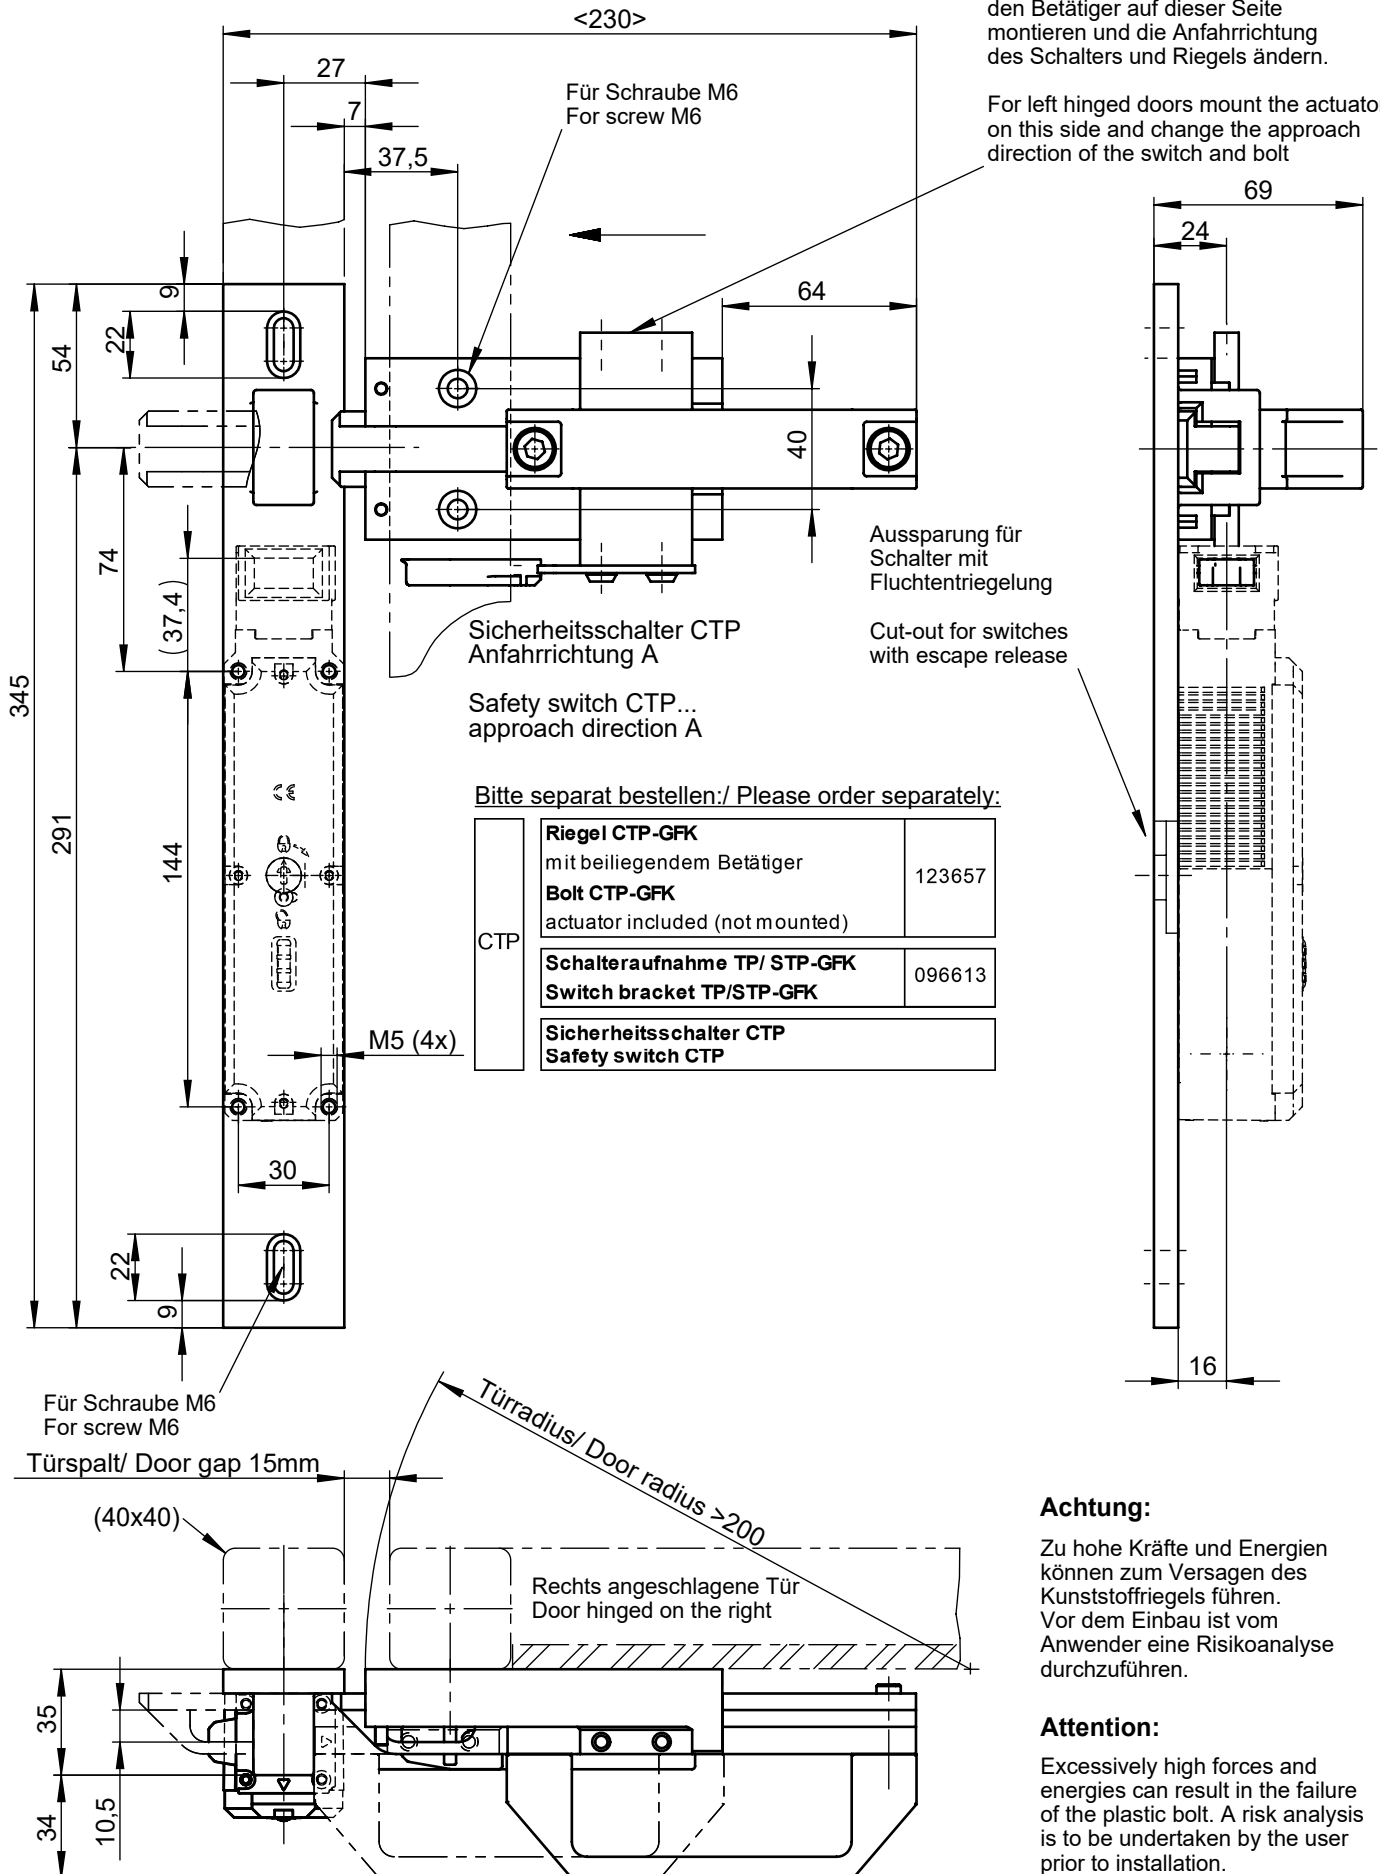 <230>
den Betätiger auf dieser Seite
montieren und die Anfahrrichtung
des Schalters und Riegels ändern.
27
Für Schraube M6
For screw M6
7
For left hinged doors mount the actuato
on this side and change the approach
direction of the switch and bolt
37,5
69
24
9
64
22
54
40
Aussparung für
Schalter mit
Fluchtentriegelung
74
(37,4)
Cut-out for switches
with escape release
Sicherheitsschalter CTP
Anfahrrichtung A
345
Safety switch CTP...
approach direction A
Bitte separat bestellen:/ Please order separately:
CTP
Riegel CTP-GFK
mit beiliegendem Betätiger
Bolt CTP-GFK
actuator included (not mounted)
123657
Schalteraufnahme TP/ STP-GFK
Switch bracket TP/STP-GFK
096613
Sicherheitsschalter CTP
Safety switch CTP
291
144
CE
M5 (4x)
30
22
9
16
Für Schraube M6
For screw M6
Türradius/ Door radius >200
Türspalt/ Door gap 15mm
(40x40)
Rechts angeschlagene Tür
Door hinged on the right
35
10,5
34
Achtung:
Zu hohe Kräfte und Energien
können zum Versagen des
Kunststoffriegels führen.
Vor dem Einbau ist vom
Anwender eine Risikoanalyse
durchzuführen.
Attention:
Excessively high forces and
energies can result in the failure
of the plastic bolt. A risk analysis
is to be undertaken by the user
prior to installation.